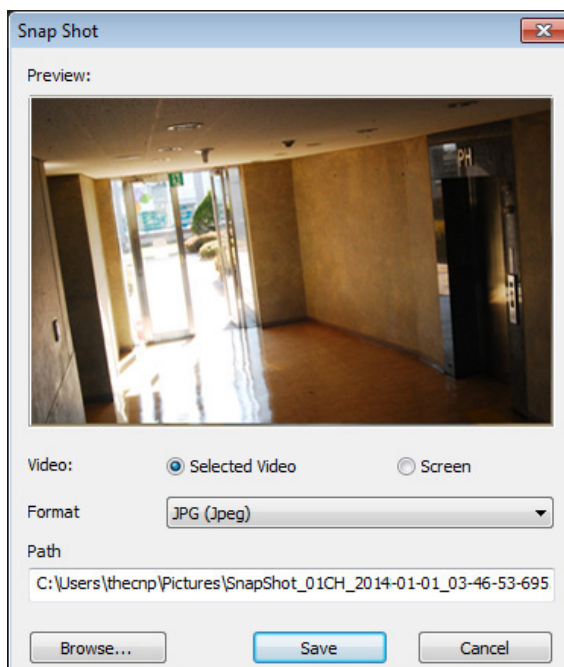 Snap Shot
Preview:
PH
Video:
Selected Video
Screen
Format
JPG (Jpeg)
Path
C:\Users\thecnp\Pictures\SnapShot_01CH_2014-01-01_03-46-53-695
Browse...
Save
Cancel